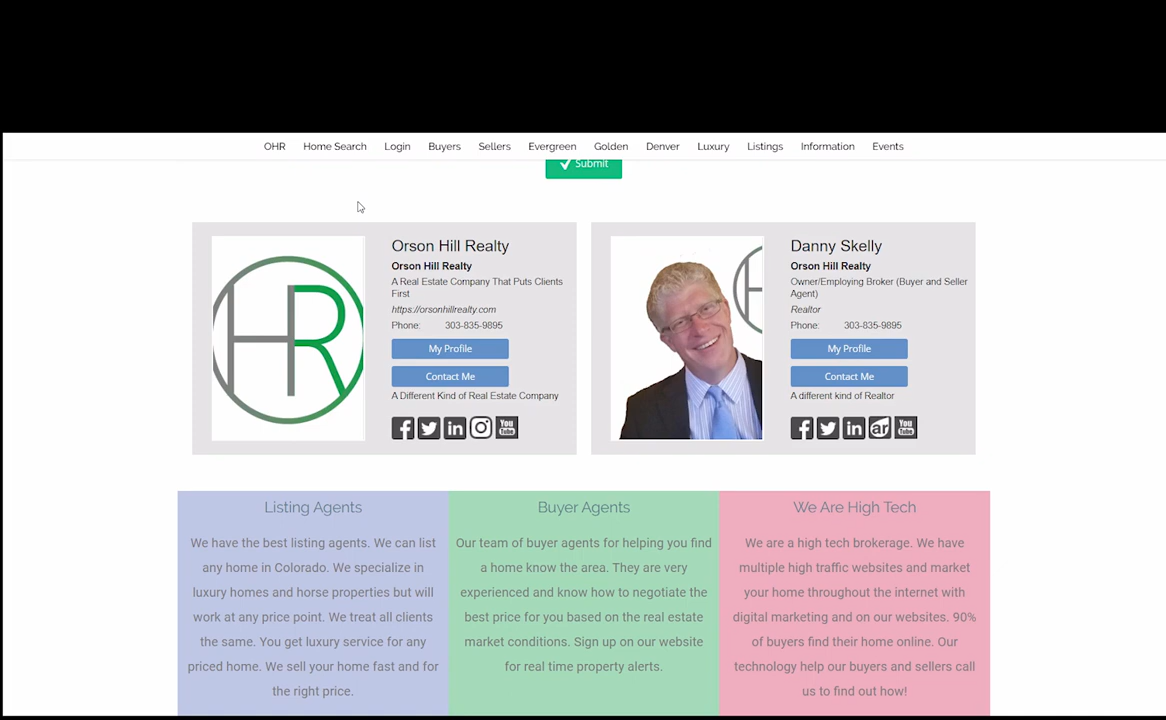 OHR Home Search Login Buyers Sellers Evergreen Golden Denver Luxury Listings Information Events
Submit
HR
Orson Hill Realty
Orson Hill Realty
A Real Estate Company That Puts Clients
First
https://orsonhillrealty.com
Phone: 303-835-9895
My Profile
Contact Me
A Different Kind of Real Estate Company
in
You
Tube
Danny Skelly
Orson Hill Realty
Owner/Employing Broker (Buyer and Seller
Agent)
Realtor
Phone: 303-835-9895
My Profile
Contact Me
A different kind of Realtor
in
ar
You
Tube
Listing Agents
We have the best listing agents. We can list
any home in Colorado. We specialize in
luxury homes and horse properties but will
work at any price point. We treat all clients
the same. You get luxury service for any
priced home. We sell your home fast and for
the right price.
Buyer Agents
Our team of buyer agents for helping you find
a home know the area. They are very
experienced and know how to negotiate the
best price for you based on the real estate
market conditions. Sign up on our website
for real time property alerts.
We Are High Tech
We are a high tech brokerage. We have
multiple high traffic websites and market
your home throughout the internet with
digital marketing and on our websites. 90%
of buyers find their home online. Our
technology help our buyers and sellers call
us to find out how!